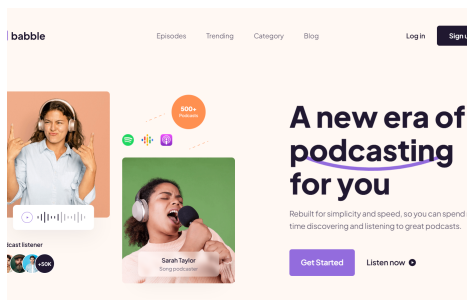 babble
Episodes
Trending
Category
Blog
Log in
Sign u
500+
Podcasts
A new era of
podcasting
for you
Rebuilt for simplicity and speed, so you can spend
time discovering and listening to great podcasts.
Get Started
Listen now
dcast listener
+50K
Sarah Taylor
Song podcaster